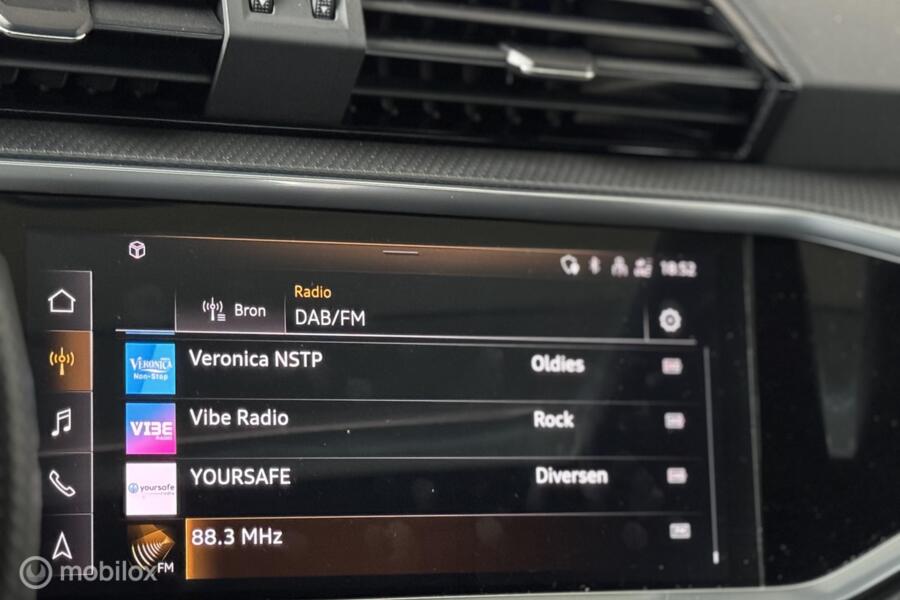 18:52
Bron
Radio
DAB/FM
VERONICA
Non-Stop
Veronica NSTP
Oldies
VIBE
RADIO
Vibe Radio
Rock
yoursafe
YOURSAFE
Diversen
FM
88.3 MHz
mobilox